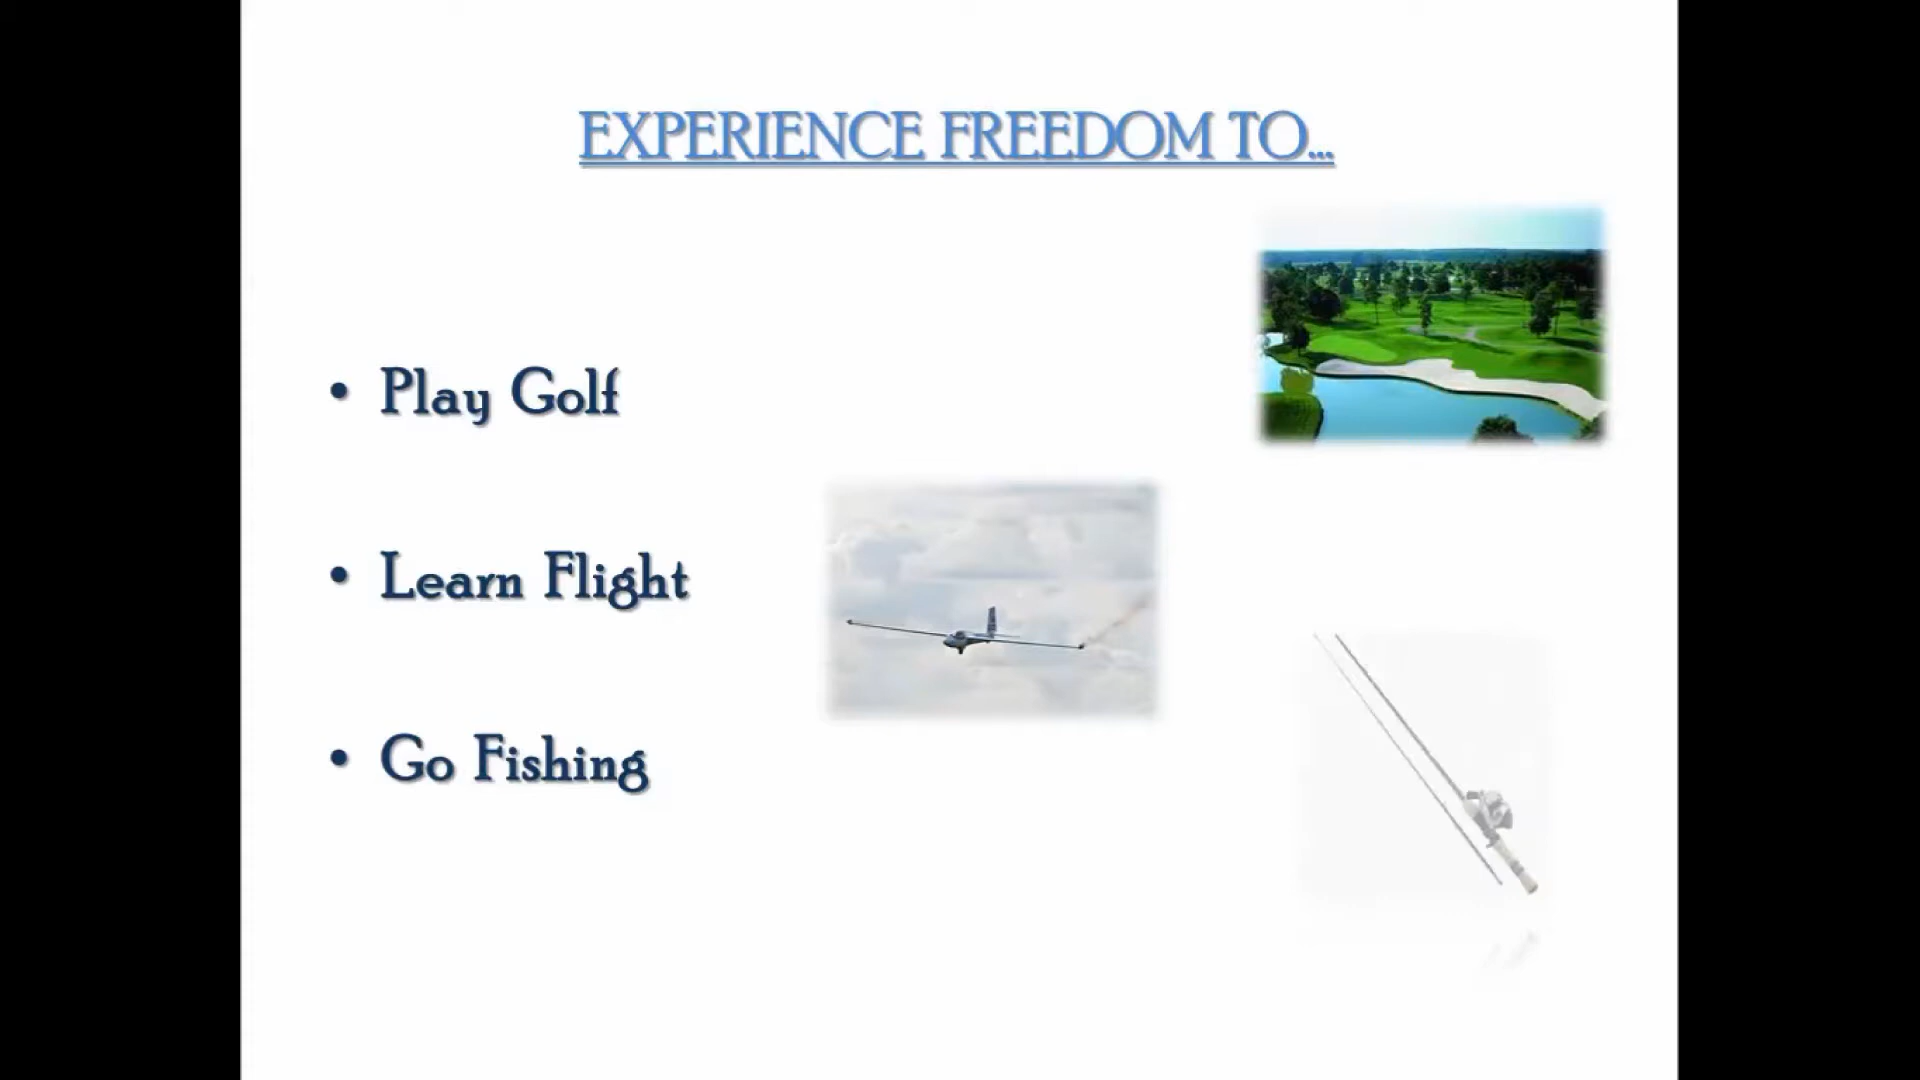 EXPERIENCE FREEDOM TO...
• Play Golf
• Learn Flight
• Go Fishing